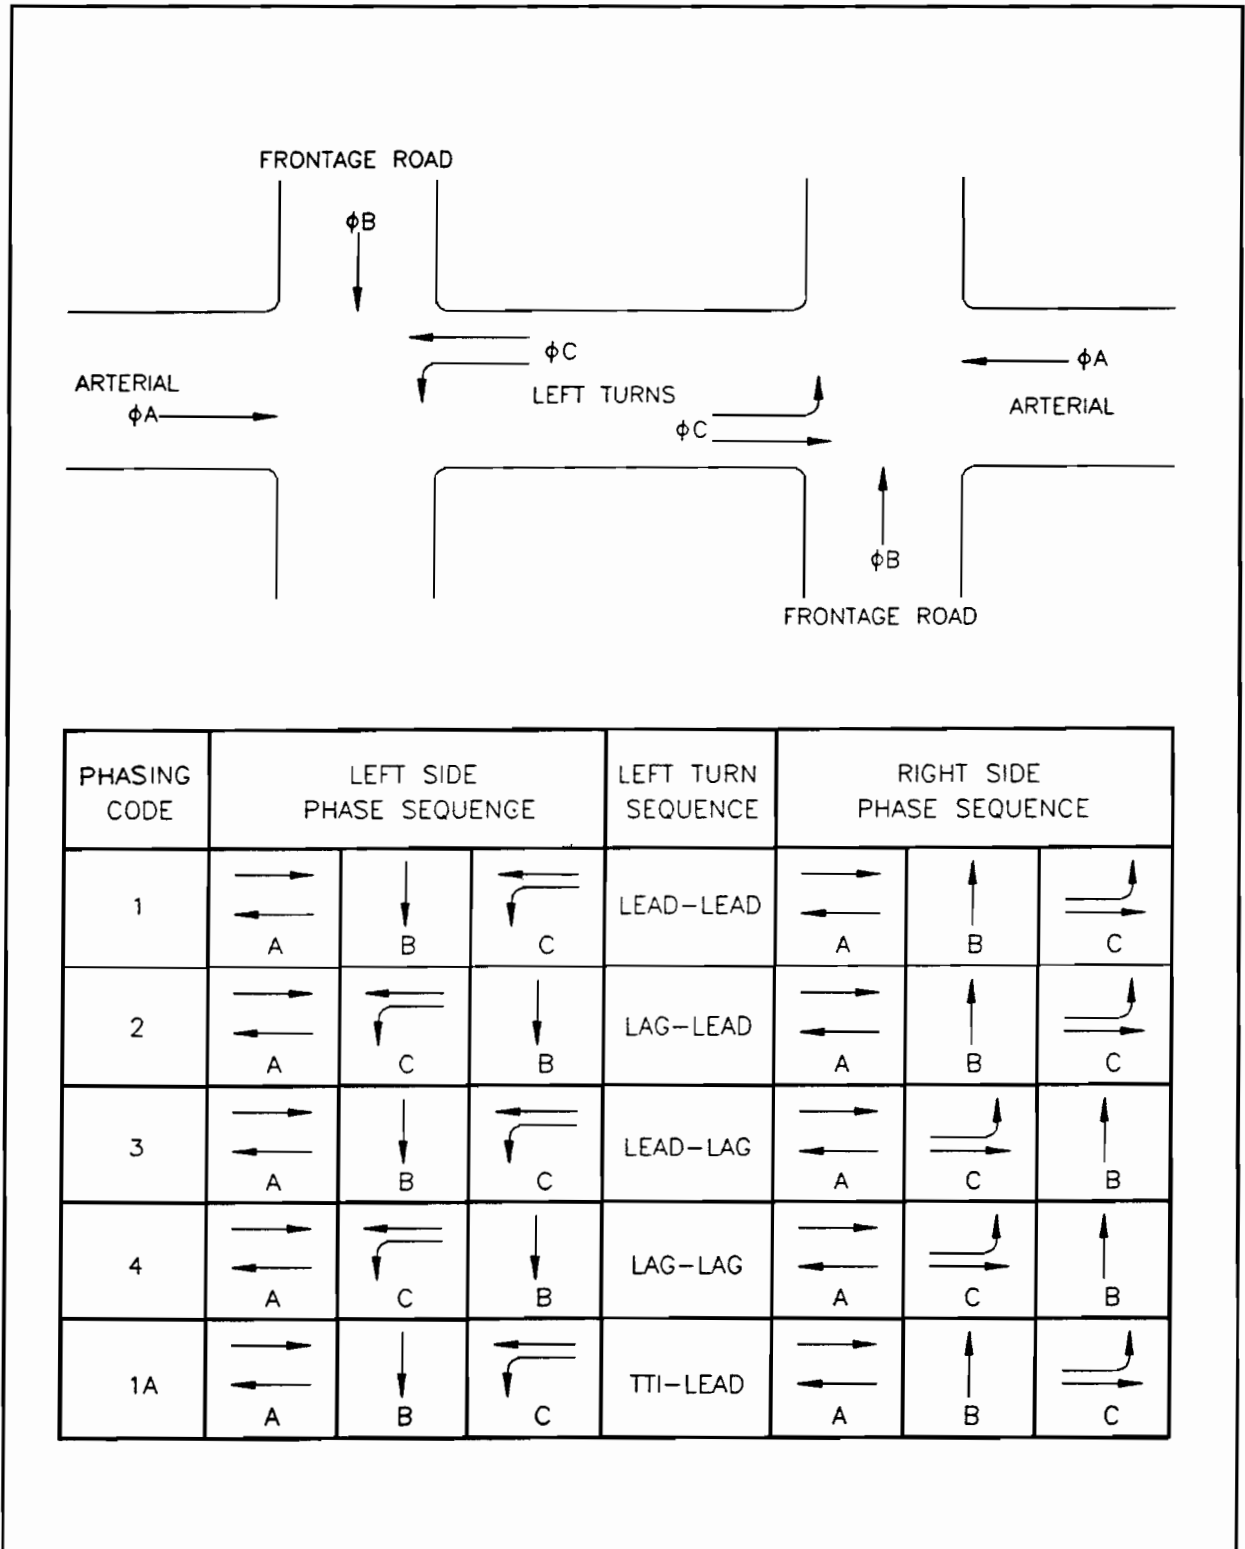 FRONTAGE ROAD
ϕB
ϕC
ϕA
ARTERIAL
LEFT TURNS
ϕA
ARTERIAL
ϕC
ϕB
FRONTAGE ROAD
PHASING CODE
LEFT SIDE PHASE SEQUENCE
LEFT TURN SEQUENCE
RIGHT SIDE PHASE SEQUENCE
1
A B C
LEAD-LEAD
A B C
2
A C B
LAG-LEAD
A B C
3
A B C
LEAD-LAG
A C B
4
A C B
LAG-LAG
A C B
1A
A B C
TTI-LEAD
A B C